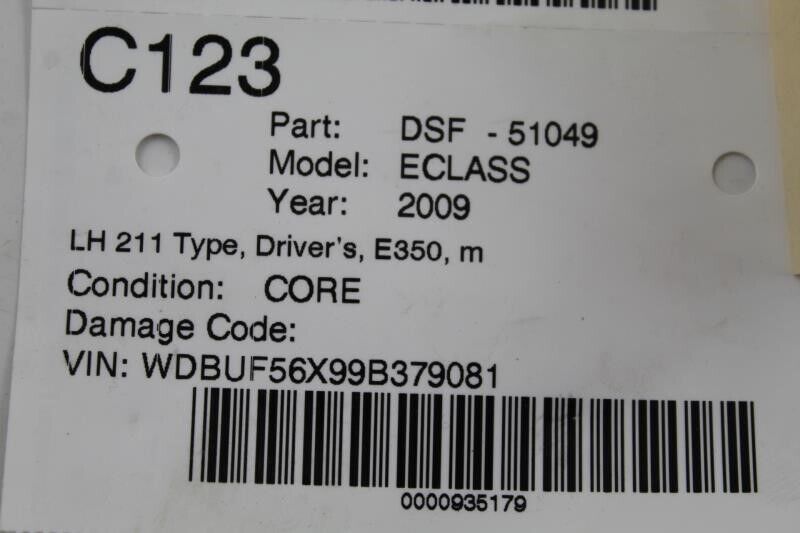 C123
Part: DSF - 51049
Model: ECLASS
Year: 2009
LH 211 Type, Driver's, E350, m
Condition: CORE
Damage Code:
VIN: WDBUF56X99B379081
0000935179